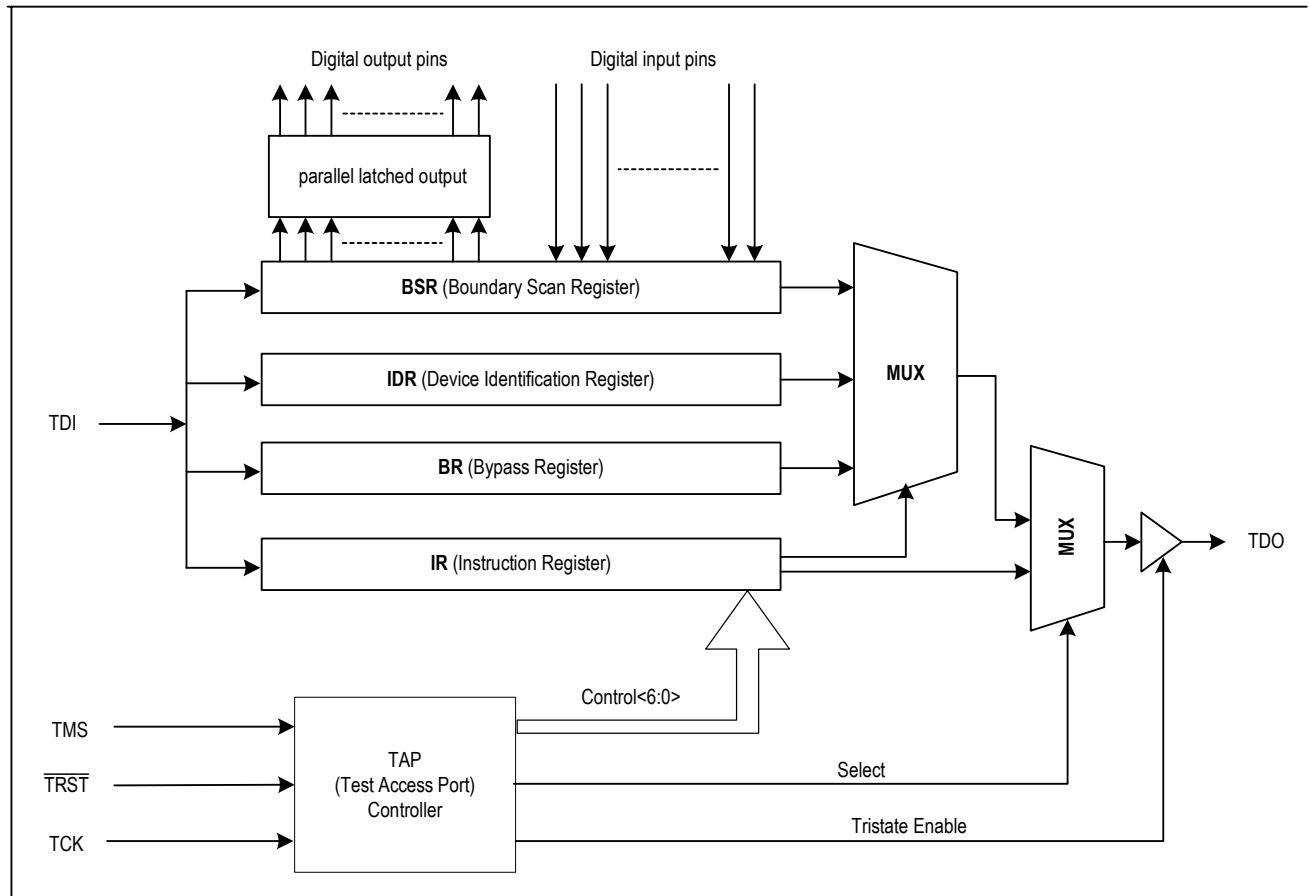 Digital output pins
Digital input pins
parallel latched output
BSR (Boundary Scan Register)
IDR (Device Identification Register)
MUX
TDI
BR (Bypass Register)
MUX
TDO
IR (Instruction Register)
Control<6:0>
TMS
TAP
(Test Access Port)
Controller
TRST
Select
TCK
Tristate Enable